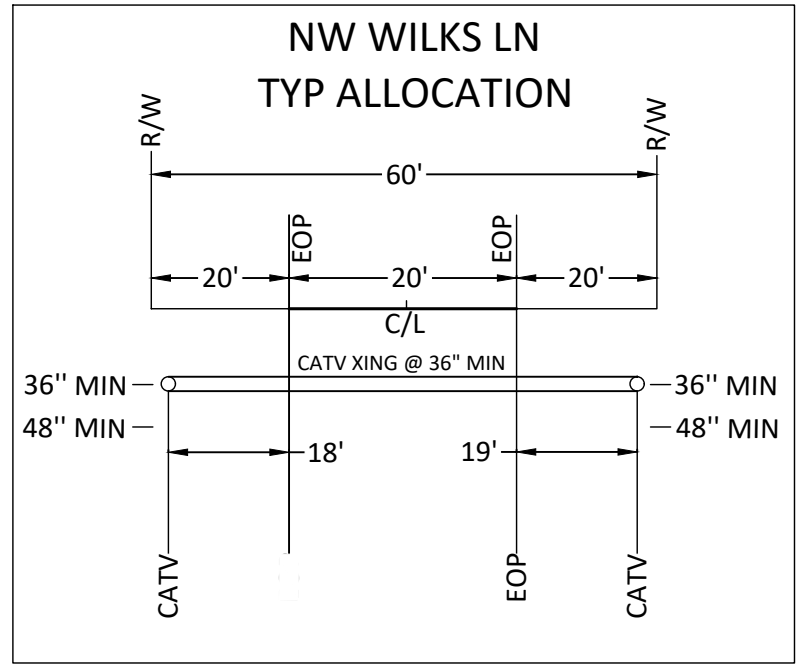 NW WILKS LN
TYP ALLOCATION
R/W
R/W
60'
EOP
EOP
20'
20'
20'
C/L
CATV XING @ 36" MIN
36" MIN
36" MIN
48" MIN
48" MIN
18'
19'
CATV
EOP
CATV